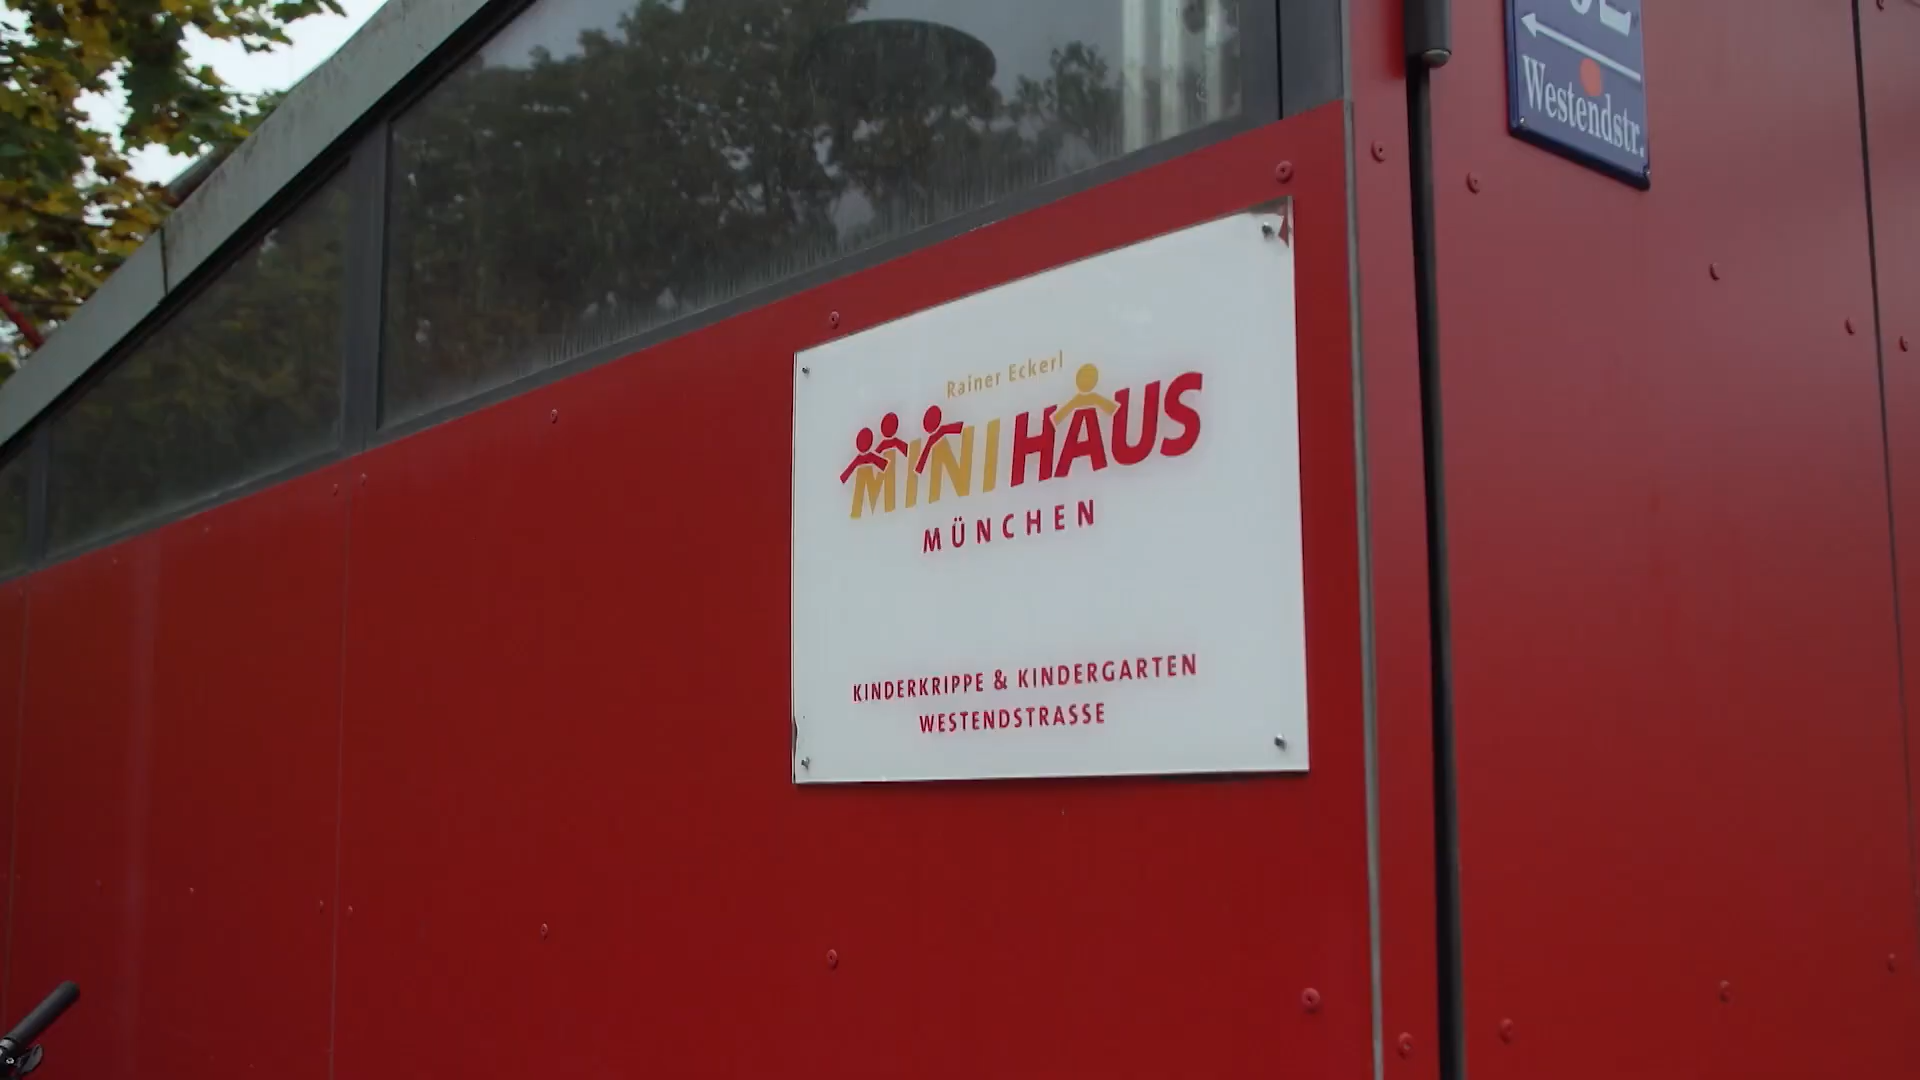 Rainer Eckerl
MINIHAUS
MÜNCHEN
KINDERKRIPPE & KINDERGARTEN
WESTENDSTRASSE
Westendstr.